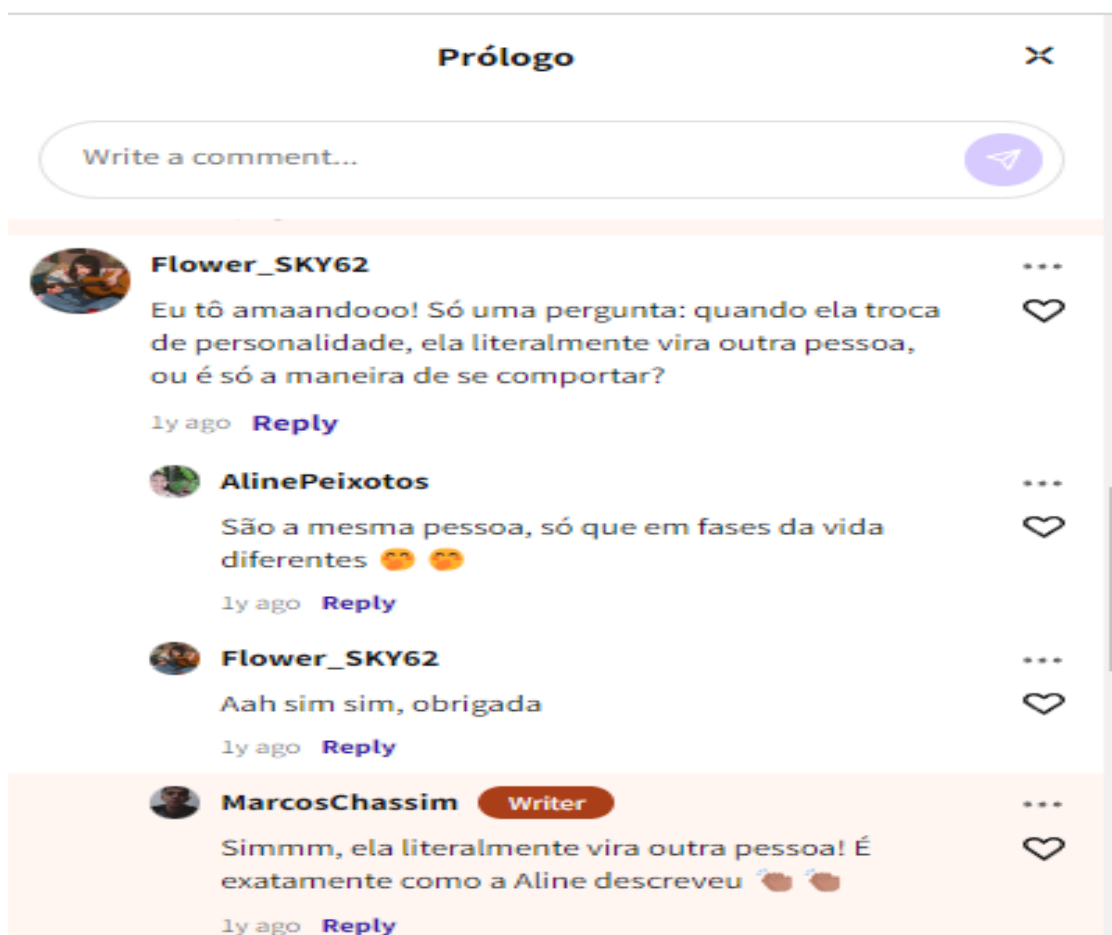 Prólogo
Write a comment...
Flower_SKY62
Eu tô amaandooo! Só uma pergunta: quando ela troca
de personalidade, ela literalmente vira outra pessoa,
ou é só a maneira de se comportar?
1y ago Reply
AlinePeixotos
São a mesma pessoa, só que em fases da vida
diferentes 🤭 🤭
1y ago Reply
Flower_SKY62
Aah sim sim, obrigada
1y ago Reply
MarcosChassim Writer
Simmm, ela literalmente vira outra pessoa! É
exatamente como a Aline descreveu 👏🏽 👏🏽
1y ago Reply